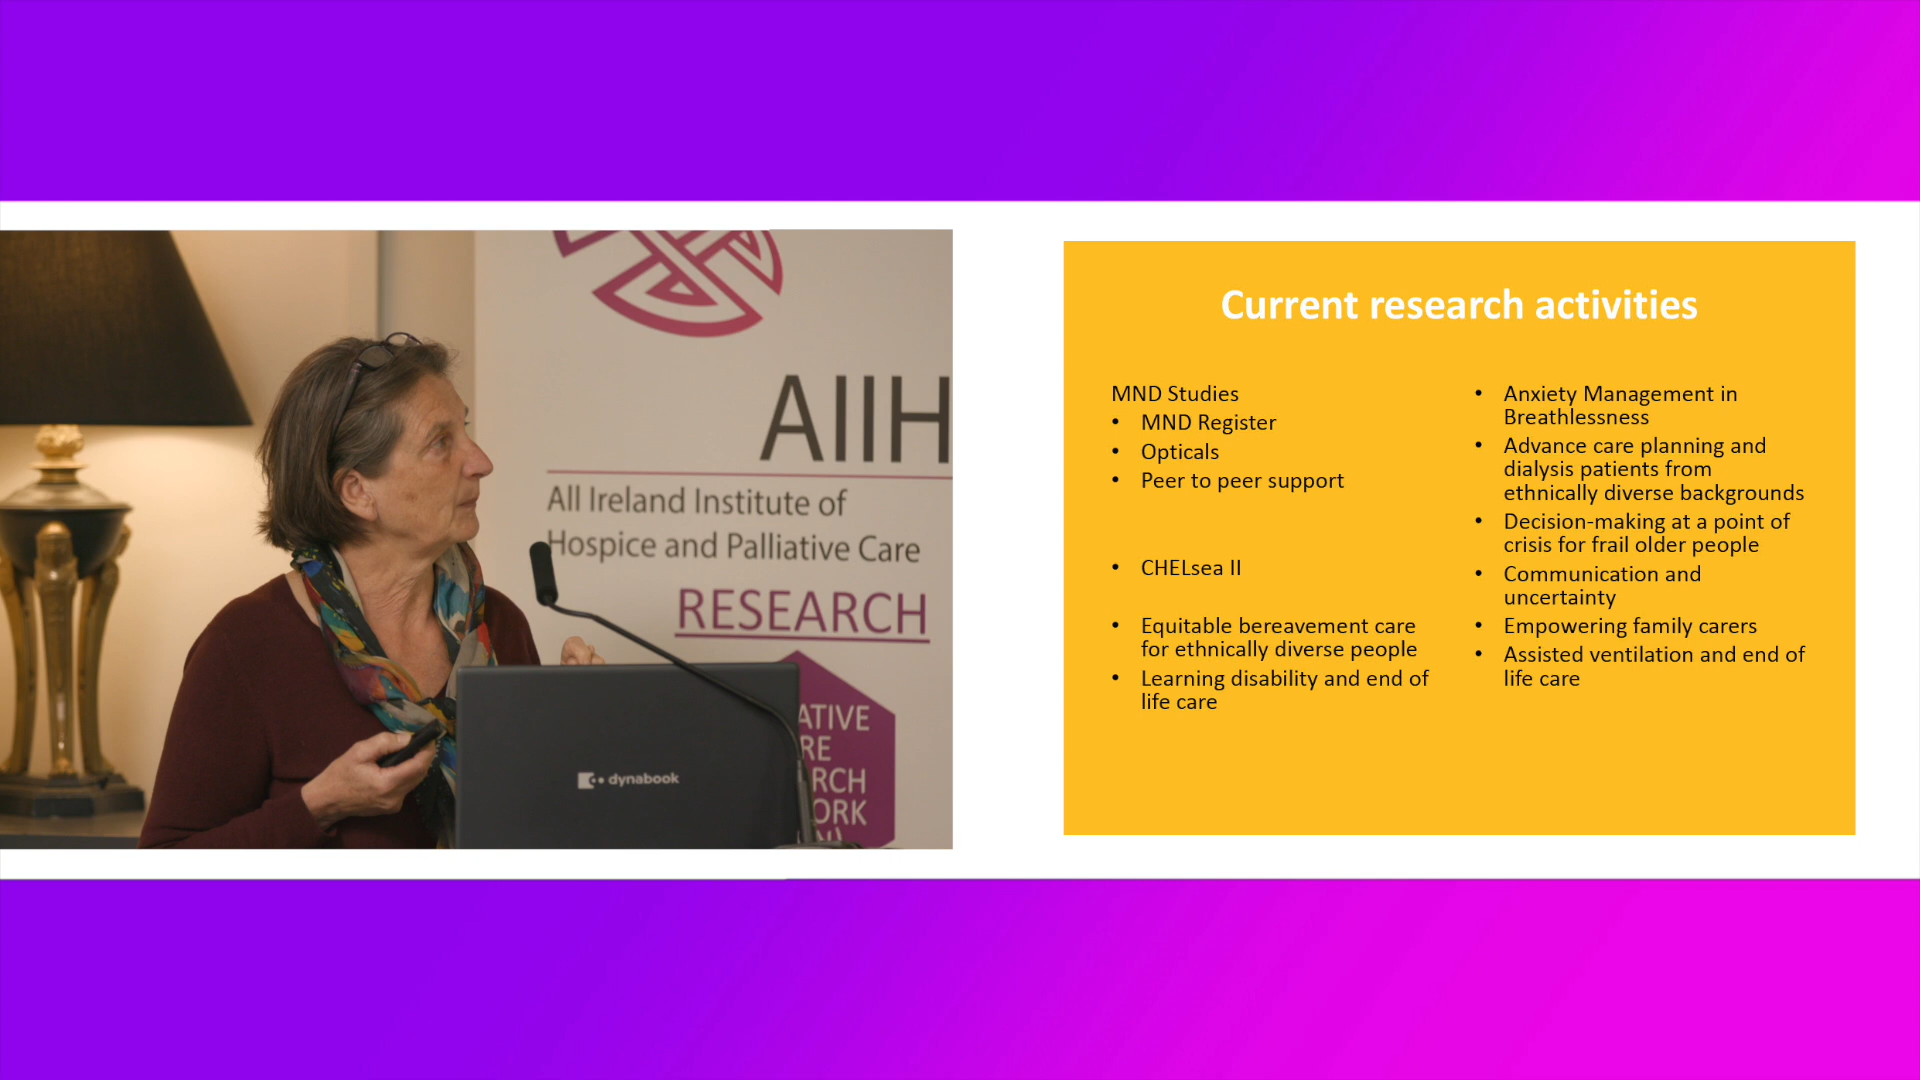 AIIH
All Ireland Institute of
Hospice and Palliative Care
RESEARCH
ATIVE
RE
RCH
ORK
N)
dynabook
Current research activities
MND Studies
• MND Register
• Opticals
• Peer to peer support
• CHELsea II
• Equitable bereavement care
for ethnically diverse people
• Learning disability and end of
life care
• Anxiety Management in
Breathlessness
• Advance care planning and
dialysis patients from
ethnically diverse backgrounds
• Decision-making at a point of
crisis for frail older people
• Communication and
uncertainty
• Empowering family carers
• Assisted ventilation and end of
life care